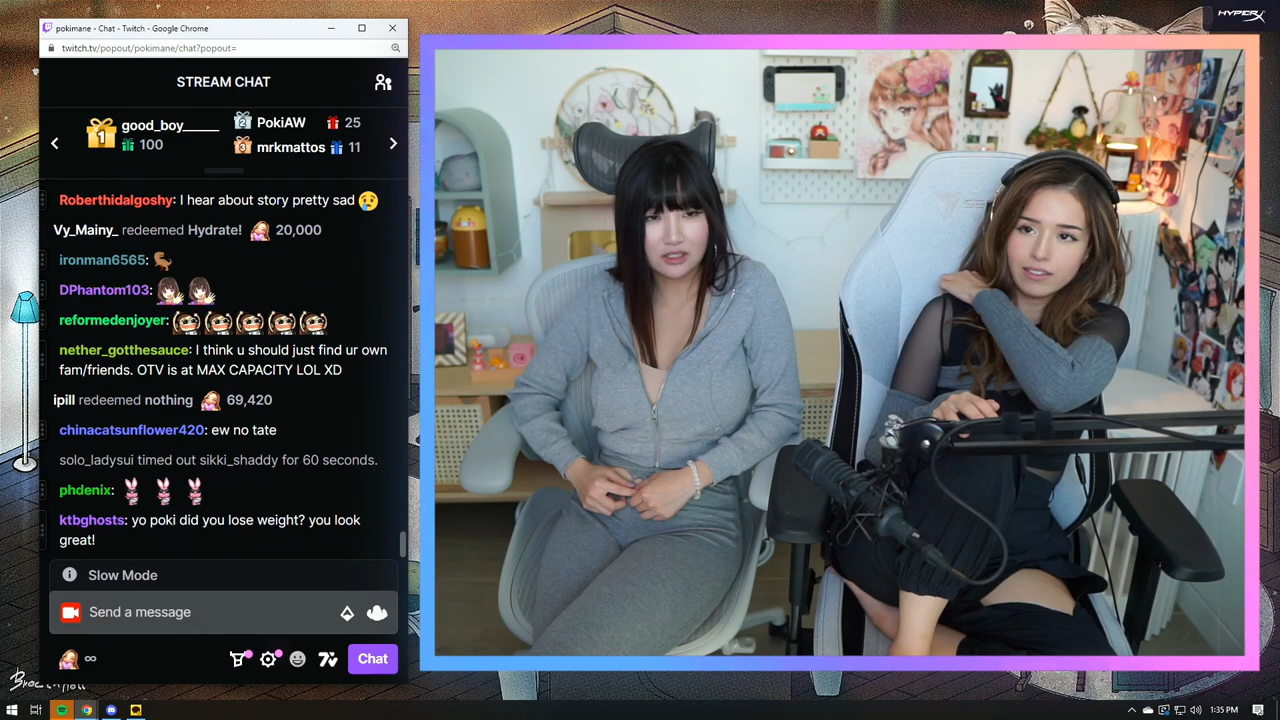 pokimane - Chat - Twitch - Google Chrome
twitch.tv/popout/pokimane/chat?popout=
HYPERX
STREAM CHAT
1 good_boy_____ 100
2 PokiAW 25
3 mrkmattos 11
Roberthidalgoshy: I hear about story pretty sad 😢
Vy_Mainy_ redeemed Hydrate! 20,000
ironman6565:
DPhantom103:
reformedenjoyer:
nether_gotthesauce: I think u should just find ur own
fam/friends. OTV is at MAX CAPACITY LOL XD
ipill redeemed nothing 69,420
chinacatsunflower420: ew no tate
solo_ladysui timed out sikki_shaddy for 60 seconds.
phdenix:
ktbghosts: yo poki did you lose weight? you look
great!
Slow Mode
Send a message
∞
Chat
1:35 PM